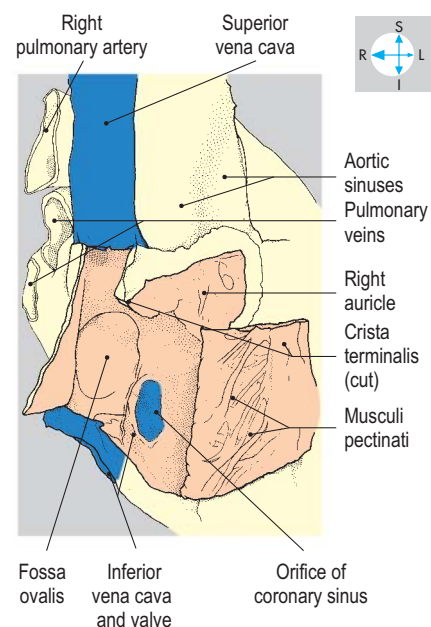 Right
pulmonary artery
Superior
vena cava
S
R
L
I
Aortic
sinuses
Pulmonary
veins
Right
auricle
Crista
terminalis
(cut)
Musculi
pectinati
Fossa
ovalis
Inferior
vena cava
and valve
Orifice of
coronary sinus